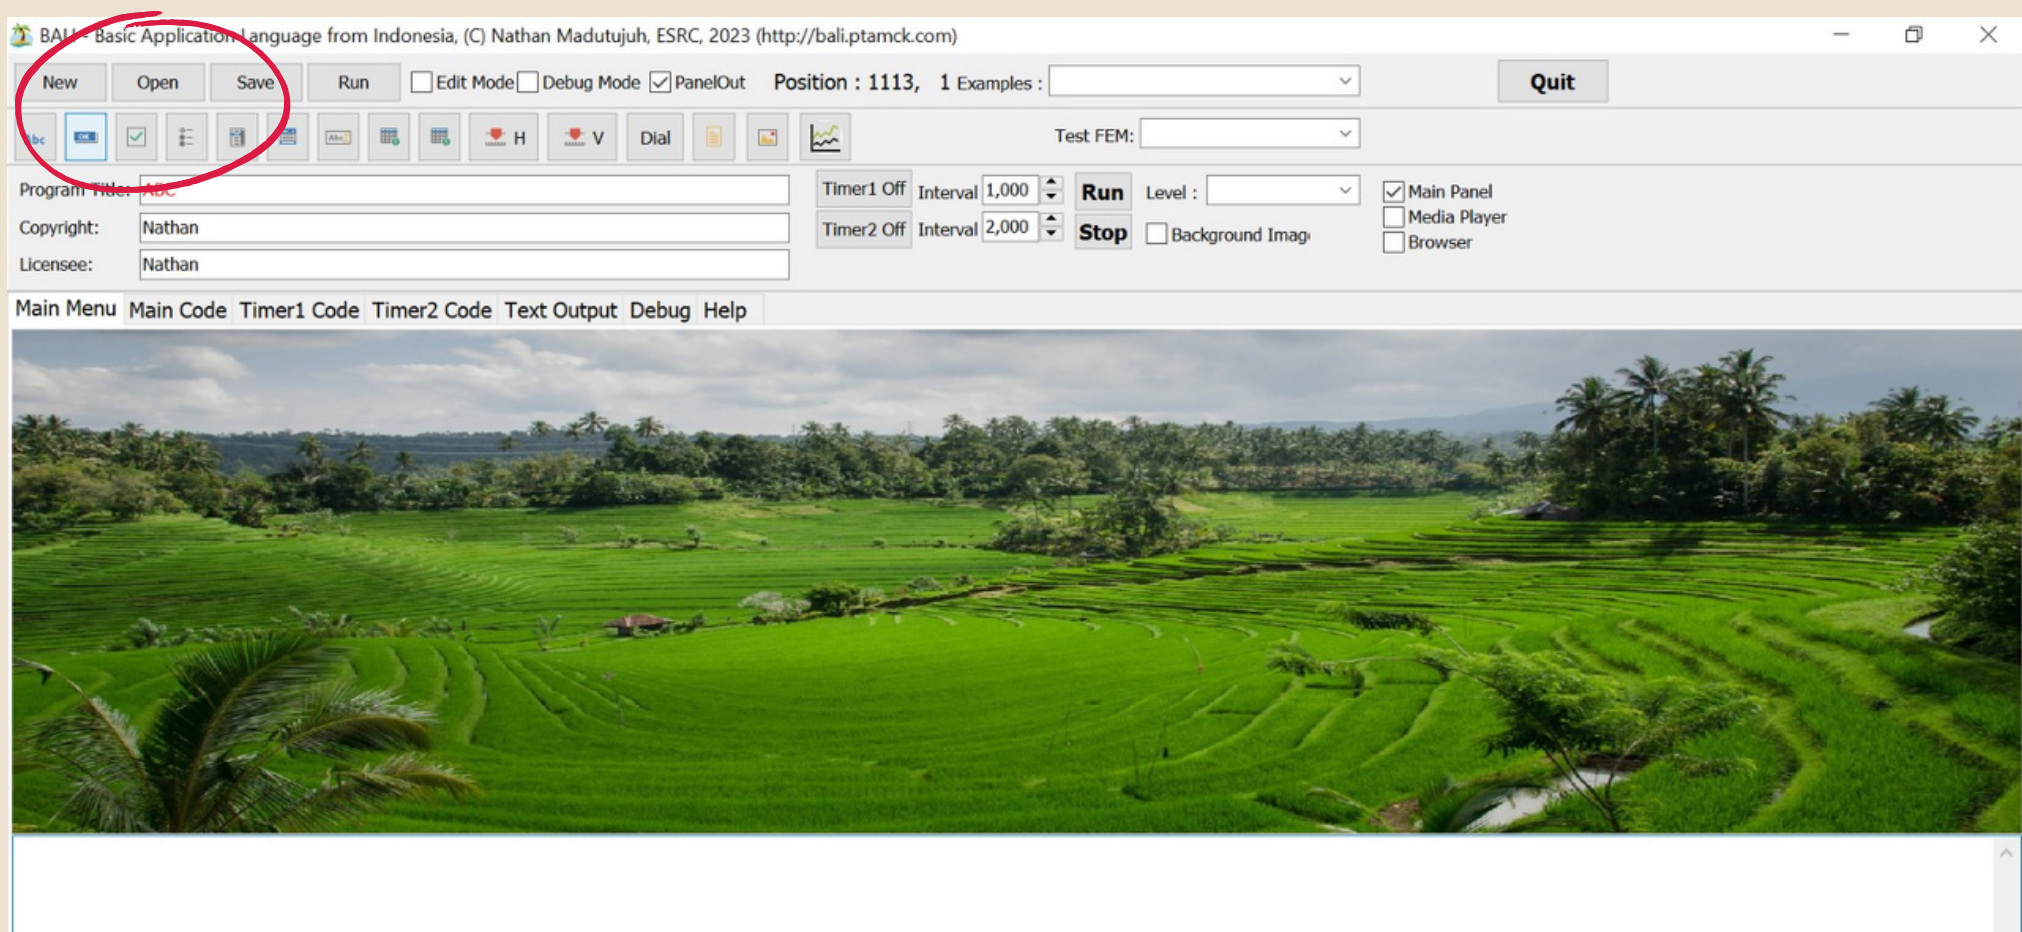 BALI - Basic Application Language from Indonesia, (C) Nathan Madutujuh, ESRC, 2023 (http://bali.ptamck.com)
New Open Save Run Edit Mode Debug Mode PanelOut Position : 1113, 1 Examples : Quit
Abc OK Abc H V Dial Test FEM:
Program Title: ABC Timer1 Off Interval 1,000 Run Level : Main Panel
Media Player
Copyright: Nathan Timer2 Off Interval 2,000 Stop Background Imag
Browser
Licensee: Nathan
Main Menu Main Code Timer1 Code Timer2 Code Text Output Debug Help